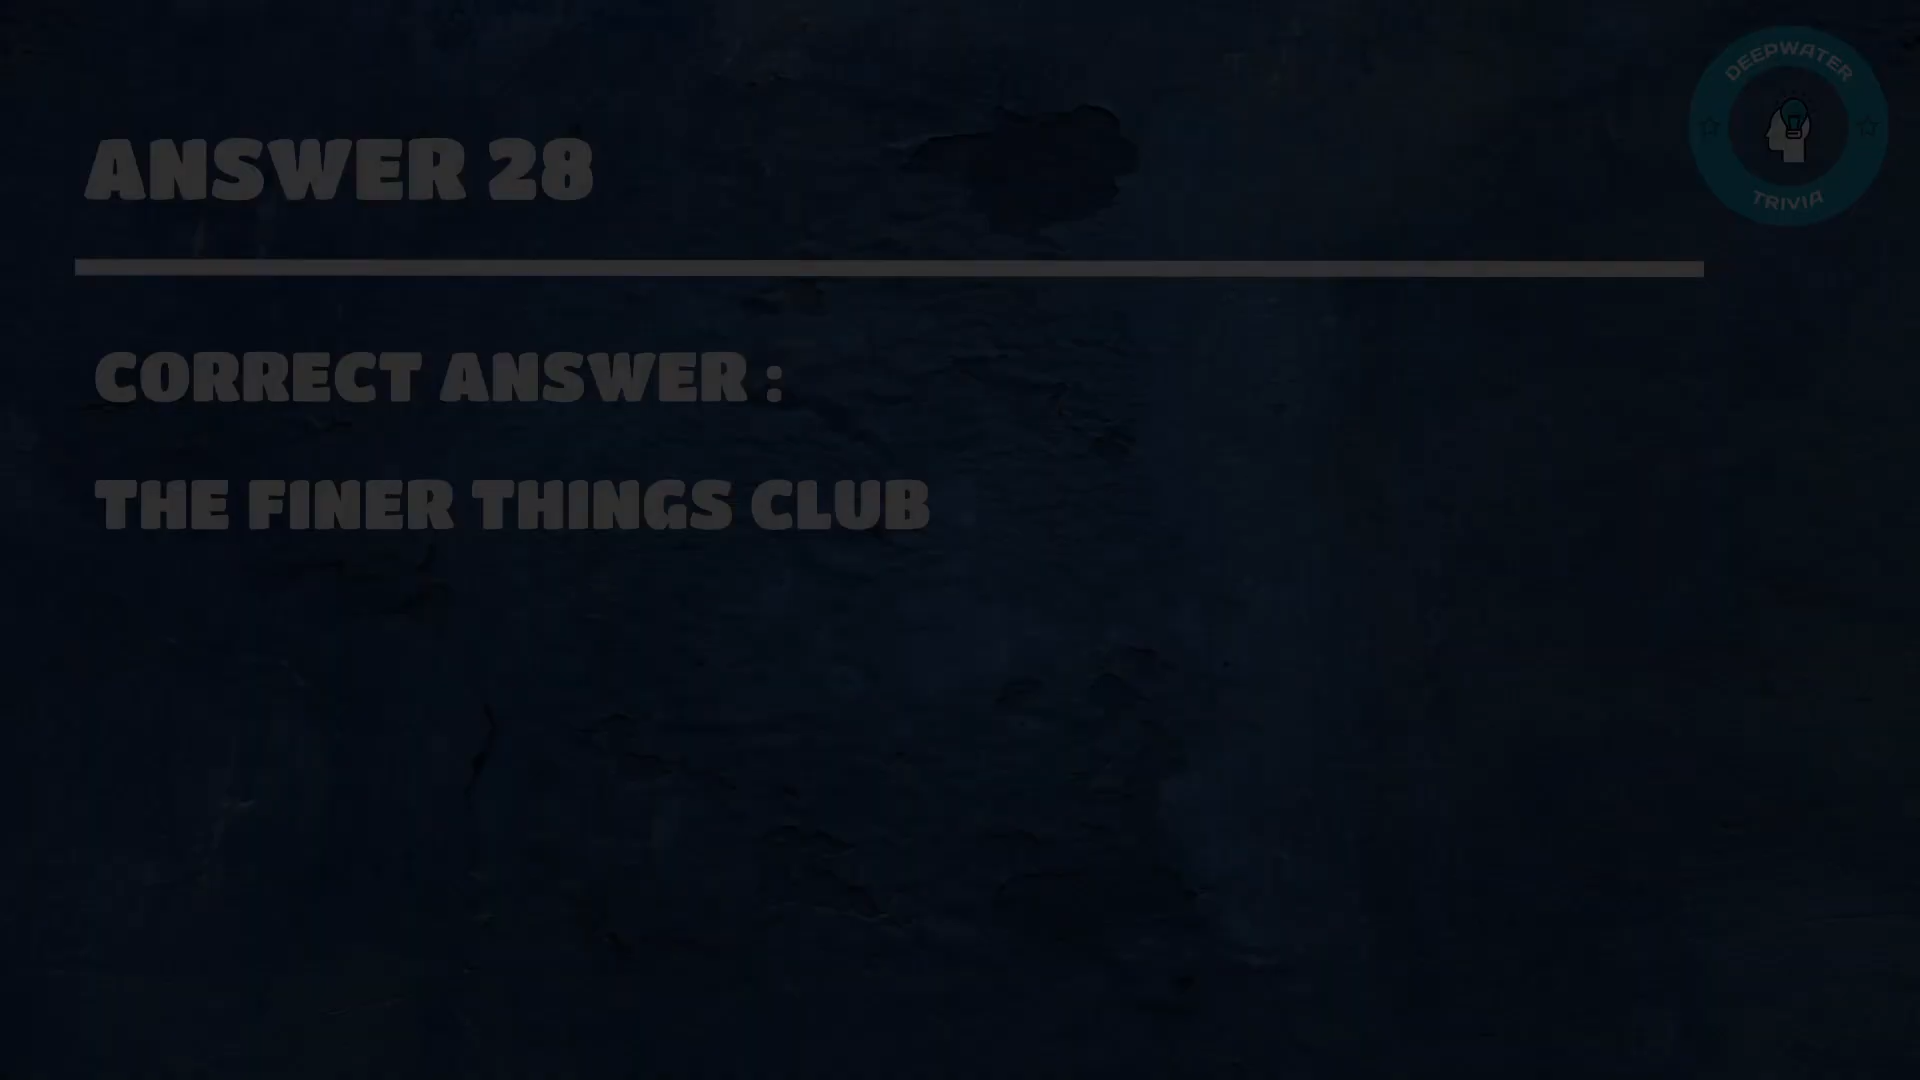 DEEPWATER
TRIVIA
ANSWER 28
CORRECT ANSWER :
THE FINER THINGS CLUB